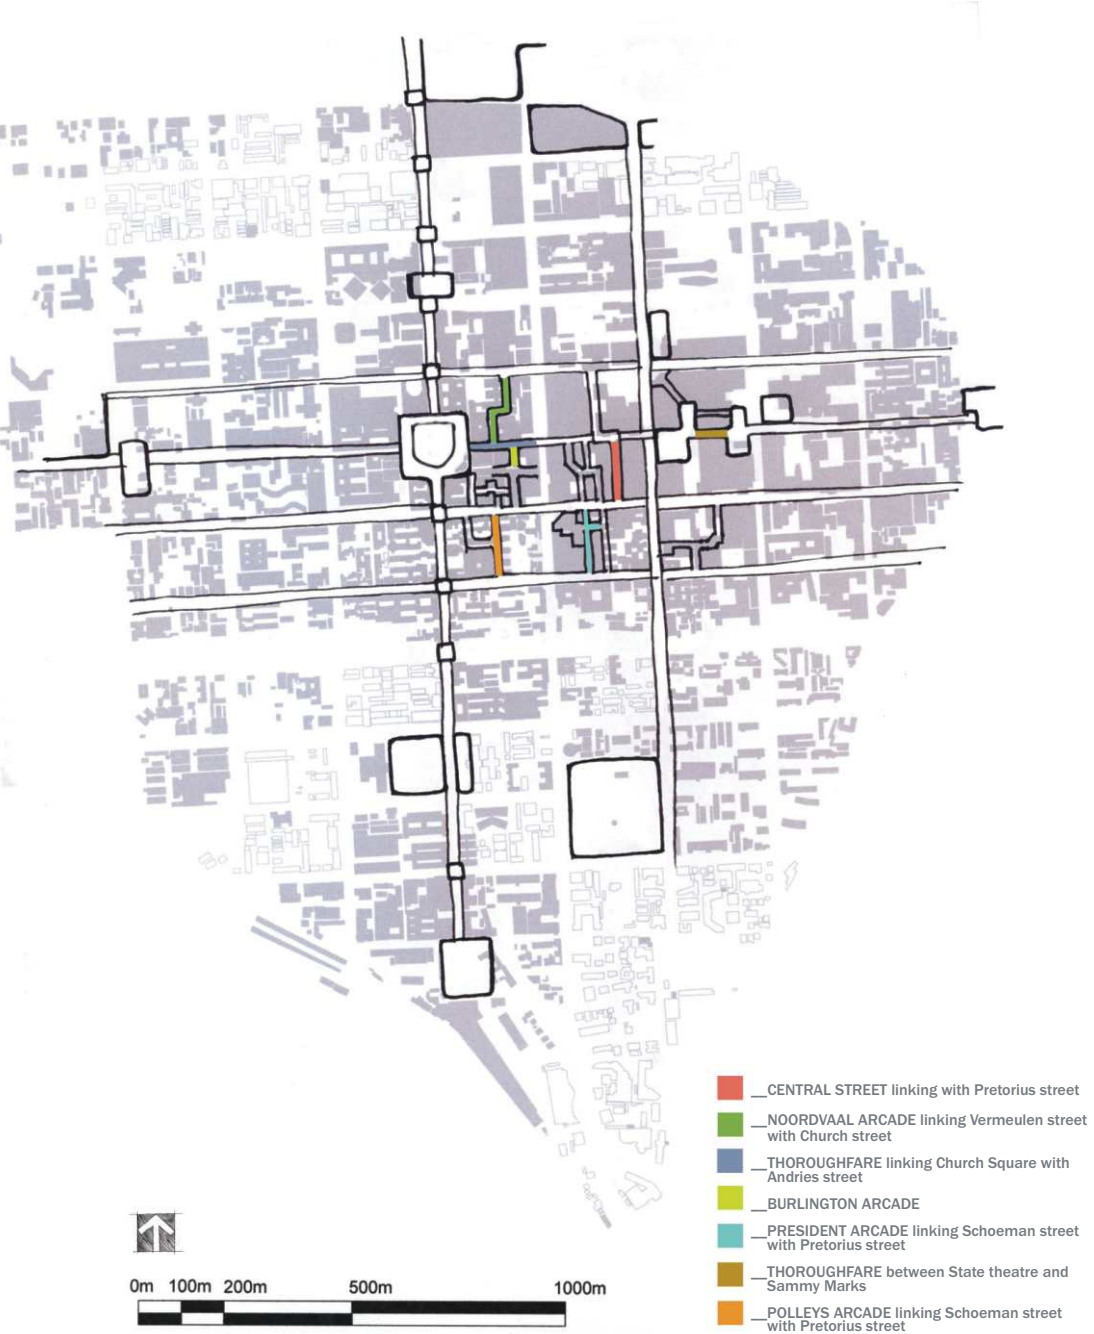 __CENTRAL STREET linking with Pretorius street
__NOORDVAAL ARCADE linking Vermeulen street
with Church street
__THOROUGHFARE linking Church Square with
Andries street
__BURLINGTON ARCADE
__PRESIDENT ARCADE linking Schoeman street
with Pretorius street
__THOROUGHFARE between State theatre and
Sammy Marks
__POLLEYS ARCADE linking Schoeman street
with Pretorius street
0m 100m 200m 500m 1000m